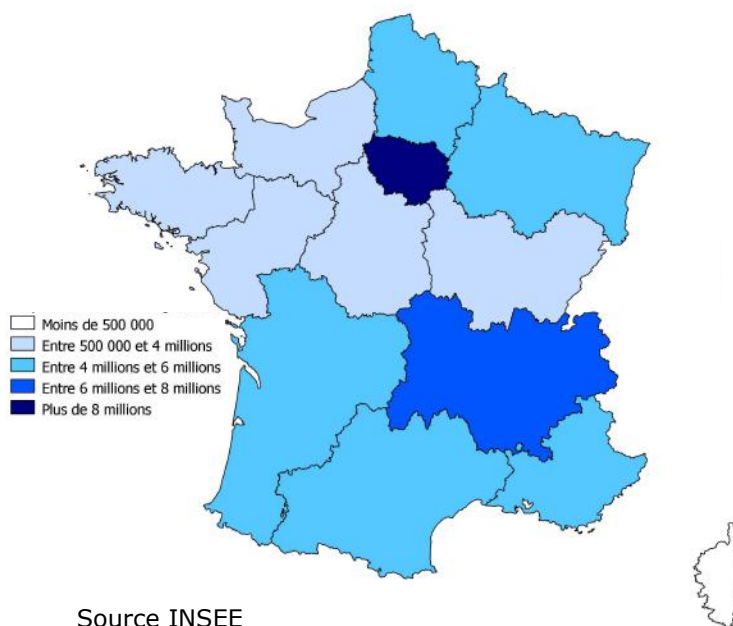 Moins de 500 000
Entre 500 000 et 4 millions
Entre 4 millions et 6 millions
Entre 6 millions et 8 millions
Plus de 8 millions
Source INSEE